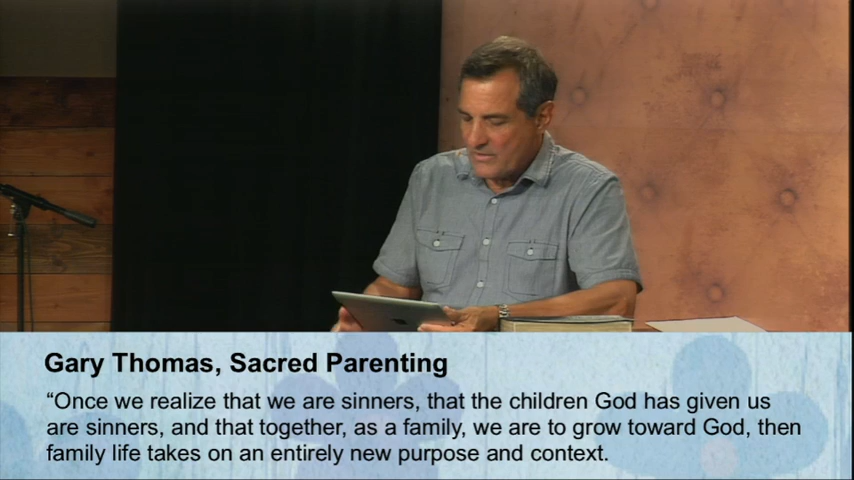 Gary Thomas, Sacred Parenting
“Once we realize that we are sinners, that the children God has given us
are sinners, and that together, as a family, we are to grow toward God, then
family life takes on an entirely new purpose and context.